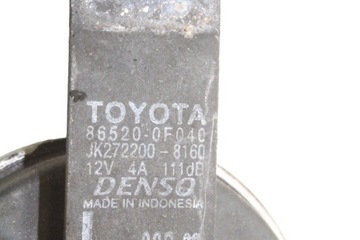 TOYOTA
86520-0F040
JK272200-8160
12V 4A 111dB
DENSO
MADE IN INDONESIA